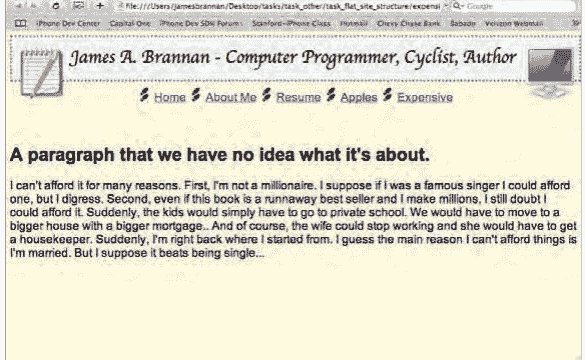 file:///Users/jamesbrannan/Desktop/tasks/task_other/task_flat_site_structure/expensi Google
iPhone Dev Center Capital One iPhone Dev SDK Forum Stanford-iPhone Class Hotmail Chevy Chase Bank Sabado Verizon Webmail
James A. Brannan - Computer Programmer, Cyclist, Author
Home About Me Resume Apples Expensive
A paragraph that we have no idea what it's about.
I can't afford it for many reasons. First, I'm not a millionaire. I suppose if I was a famous singer I could afford
one, but I digress. Second, even if this book is a runnaway best seller and I make millions, I still doubt I
could afford it. Suddenly, the kids would simply have to go to private school. We would have to move to a
bigger house with a bigger mortgage.. And of course, the wife could stop working and she would have to get
a housekeeper. Suddenly, I'm right back where I started from. I guess the main reason I can't afford things is
I'm married. But I suppose it beats being single...